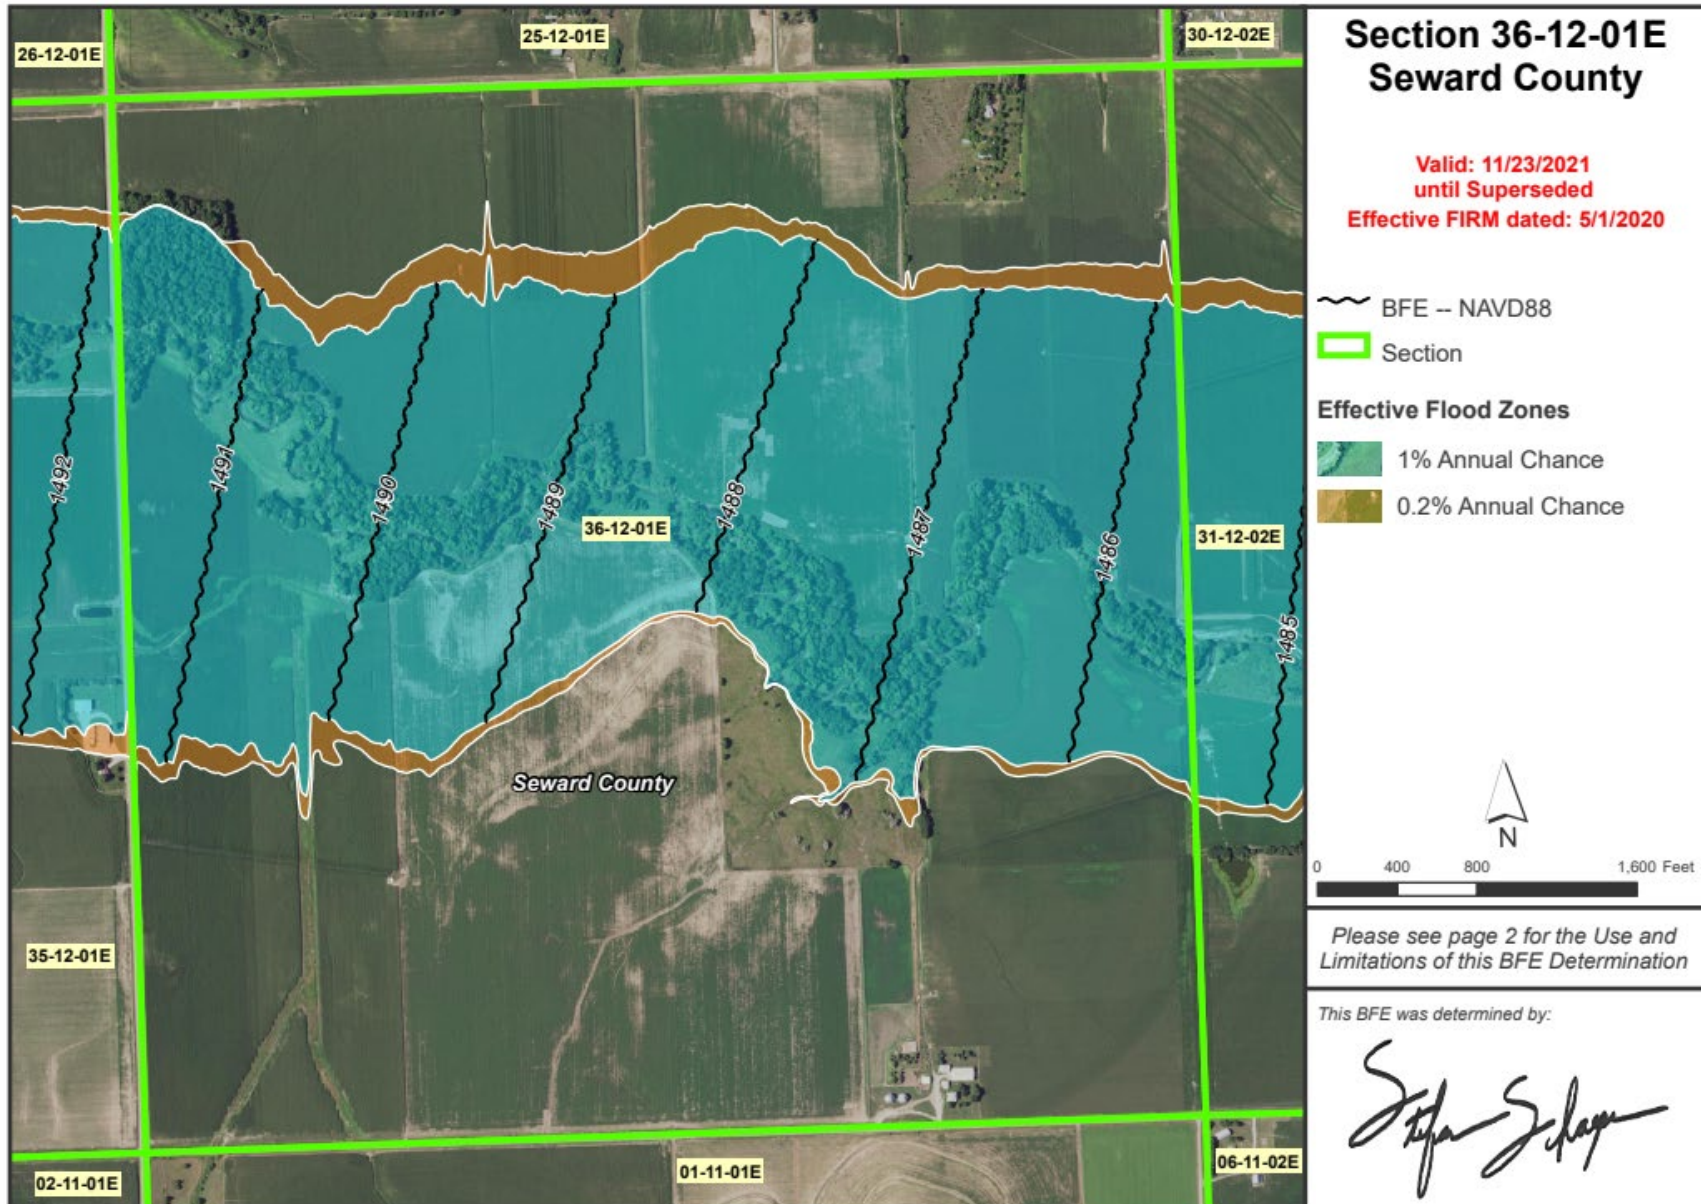 26-12-01E
25-12-01E
30-12-02E
1492
1491
1490
1489
1488
1487
1486
1485
36-12-01E
31-12-02E
Seward County
35-12-01E
02-11-01E
01-11-01E
06-11-02E
Section 36-12-01E
Seward County
Valid: 11/23/2021
until Superseded
Effective FIRM dated: 5/1/2020
BFE -- NAVD88
Section
Effective Flood Zones
1% Annual Chance
0.2% Annual Chance
N
0 400 800 1,600 Feet
Please see page 2 for the Use and
Limitations of this BFE Determination
This BFE was determined by: